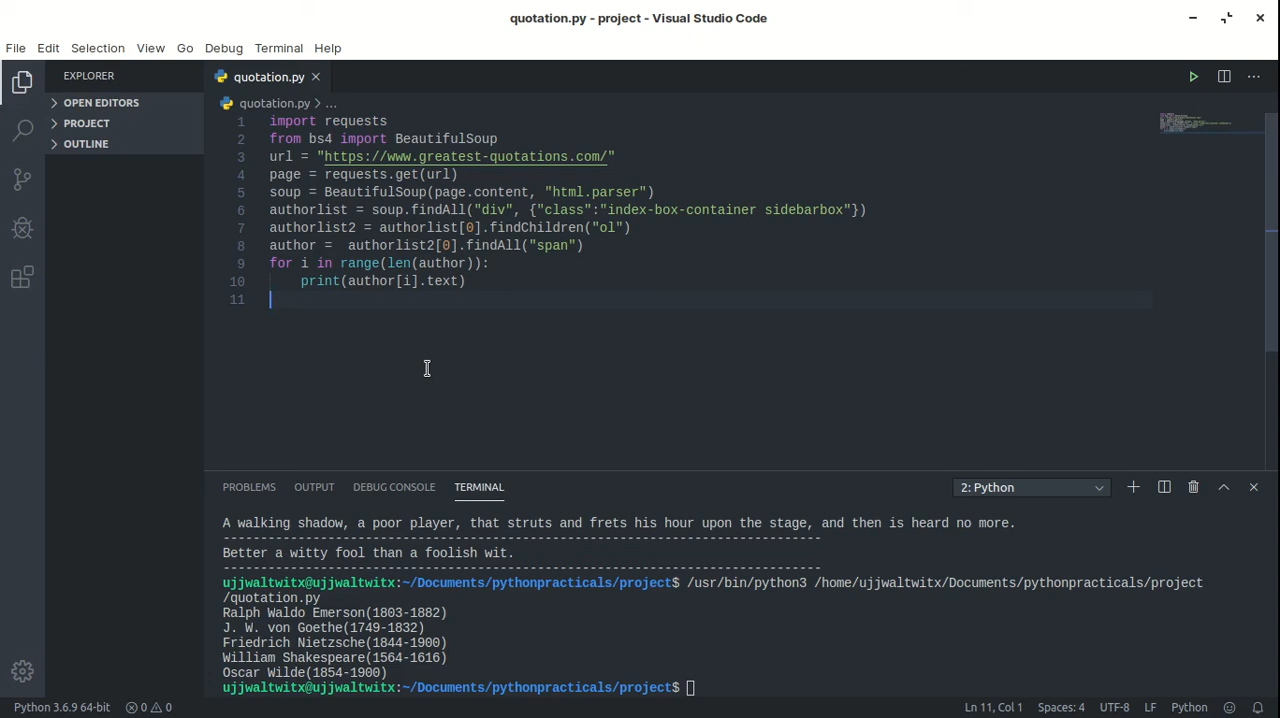 quotation.py - project - Visual Studio Code
File Edit Selection View Go Debug Terminal Help
EXPLORER
OPEN EDITORS
PROJECT
OUTLINE
quotation.py
quotation.py > ...
1 import requests
2 from bs4 import BeautifulSoup
3 url = "https://www.greatest-quotations.com/"
4 page = requests.get(url)
5 soup = BeautifulSoup(page.content, "html.parser")
6 authorlist = soup.findAll("div", {"class":"index-box-container sidebarbox"})
7 authorlist2 = authorlist[0].findChildren("ol")
8 author =  authorlist2[0].findAll("span")
9 for i in range(len(author)):
10     print(author[i].text)
11
PROBLEMS OUTPUT DEBUG CONSOLE TERMINAL 2: Python
A walking shadow, a poor player, that struts and frets his hour upon the stage, and then is heard no more.
--------------------------------------------------------------------------------
Better a witty fool than a foolish wit.
--------------------------------------------------------------------------------
ujjwaltwitx@ujjwaltwitx:~/Documents/pythonpracticals/project$ /usr/bin/python3 /home/ujjwaltwitx/Documents/pythonpracticals/project
/quotation.py
Ralph Waldo Emerson(1803-1882)
J. W. von Goethe(1749-1832)
Friedrich Nietzsche(1844-1900)
William Shakespeare(1564-1616)
Oscar Wilde(1854-1900)
ujjwaltwitx@ujjwaltwitx:~/Documents/pythonpracticals/project$
Python 3.6.9 64-bit 0 0 Ln 11, Col 1 Spaces: 4 UTF-8 LF Python